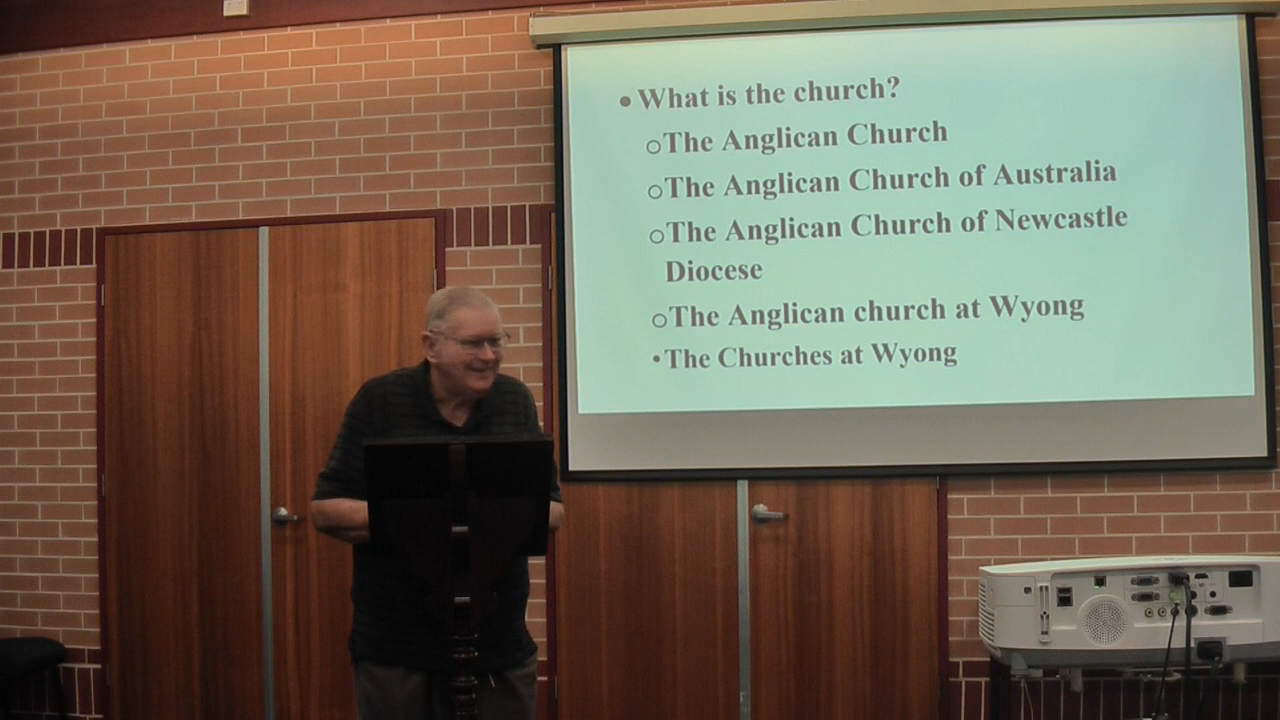 • What is the church?
○The Anglican Church
○The Anglican Church of Australia
○The Anglican Church of Newcastle
Diocese
○The Anglican church at Wyong
•The Churches at Wyong